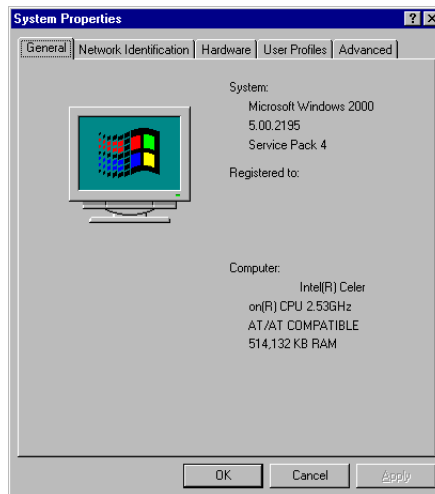 System Properties
General Network Identification Hardware User Profiles Advanced
System:
Microsoft Windows 2000
5.00.2195
Service Pack 4
Registered to:
Computer:
Intel(R) Celer
on(R) CPU 2.53GHz
AT/AT COMPATIBLE
514,132 KB RAM
OK Cancel Apply